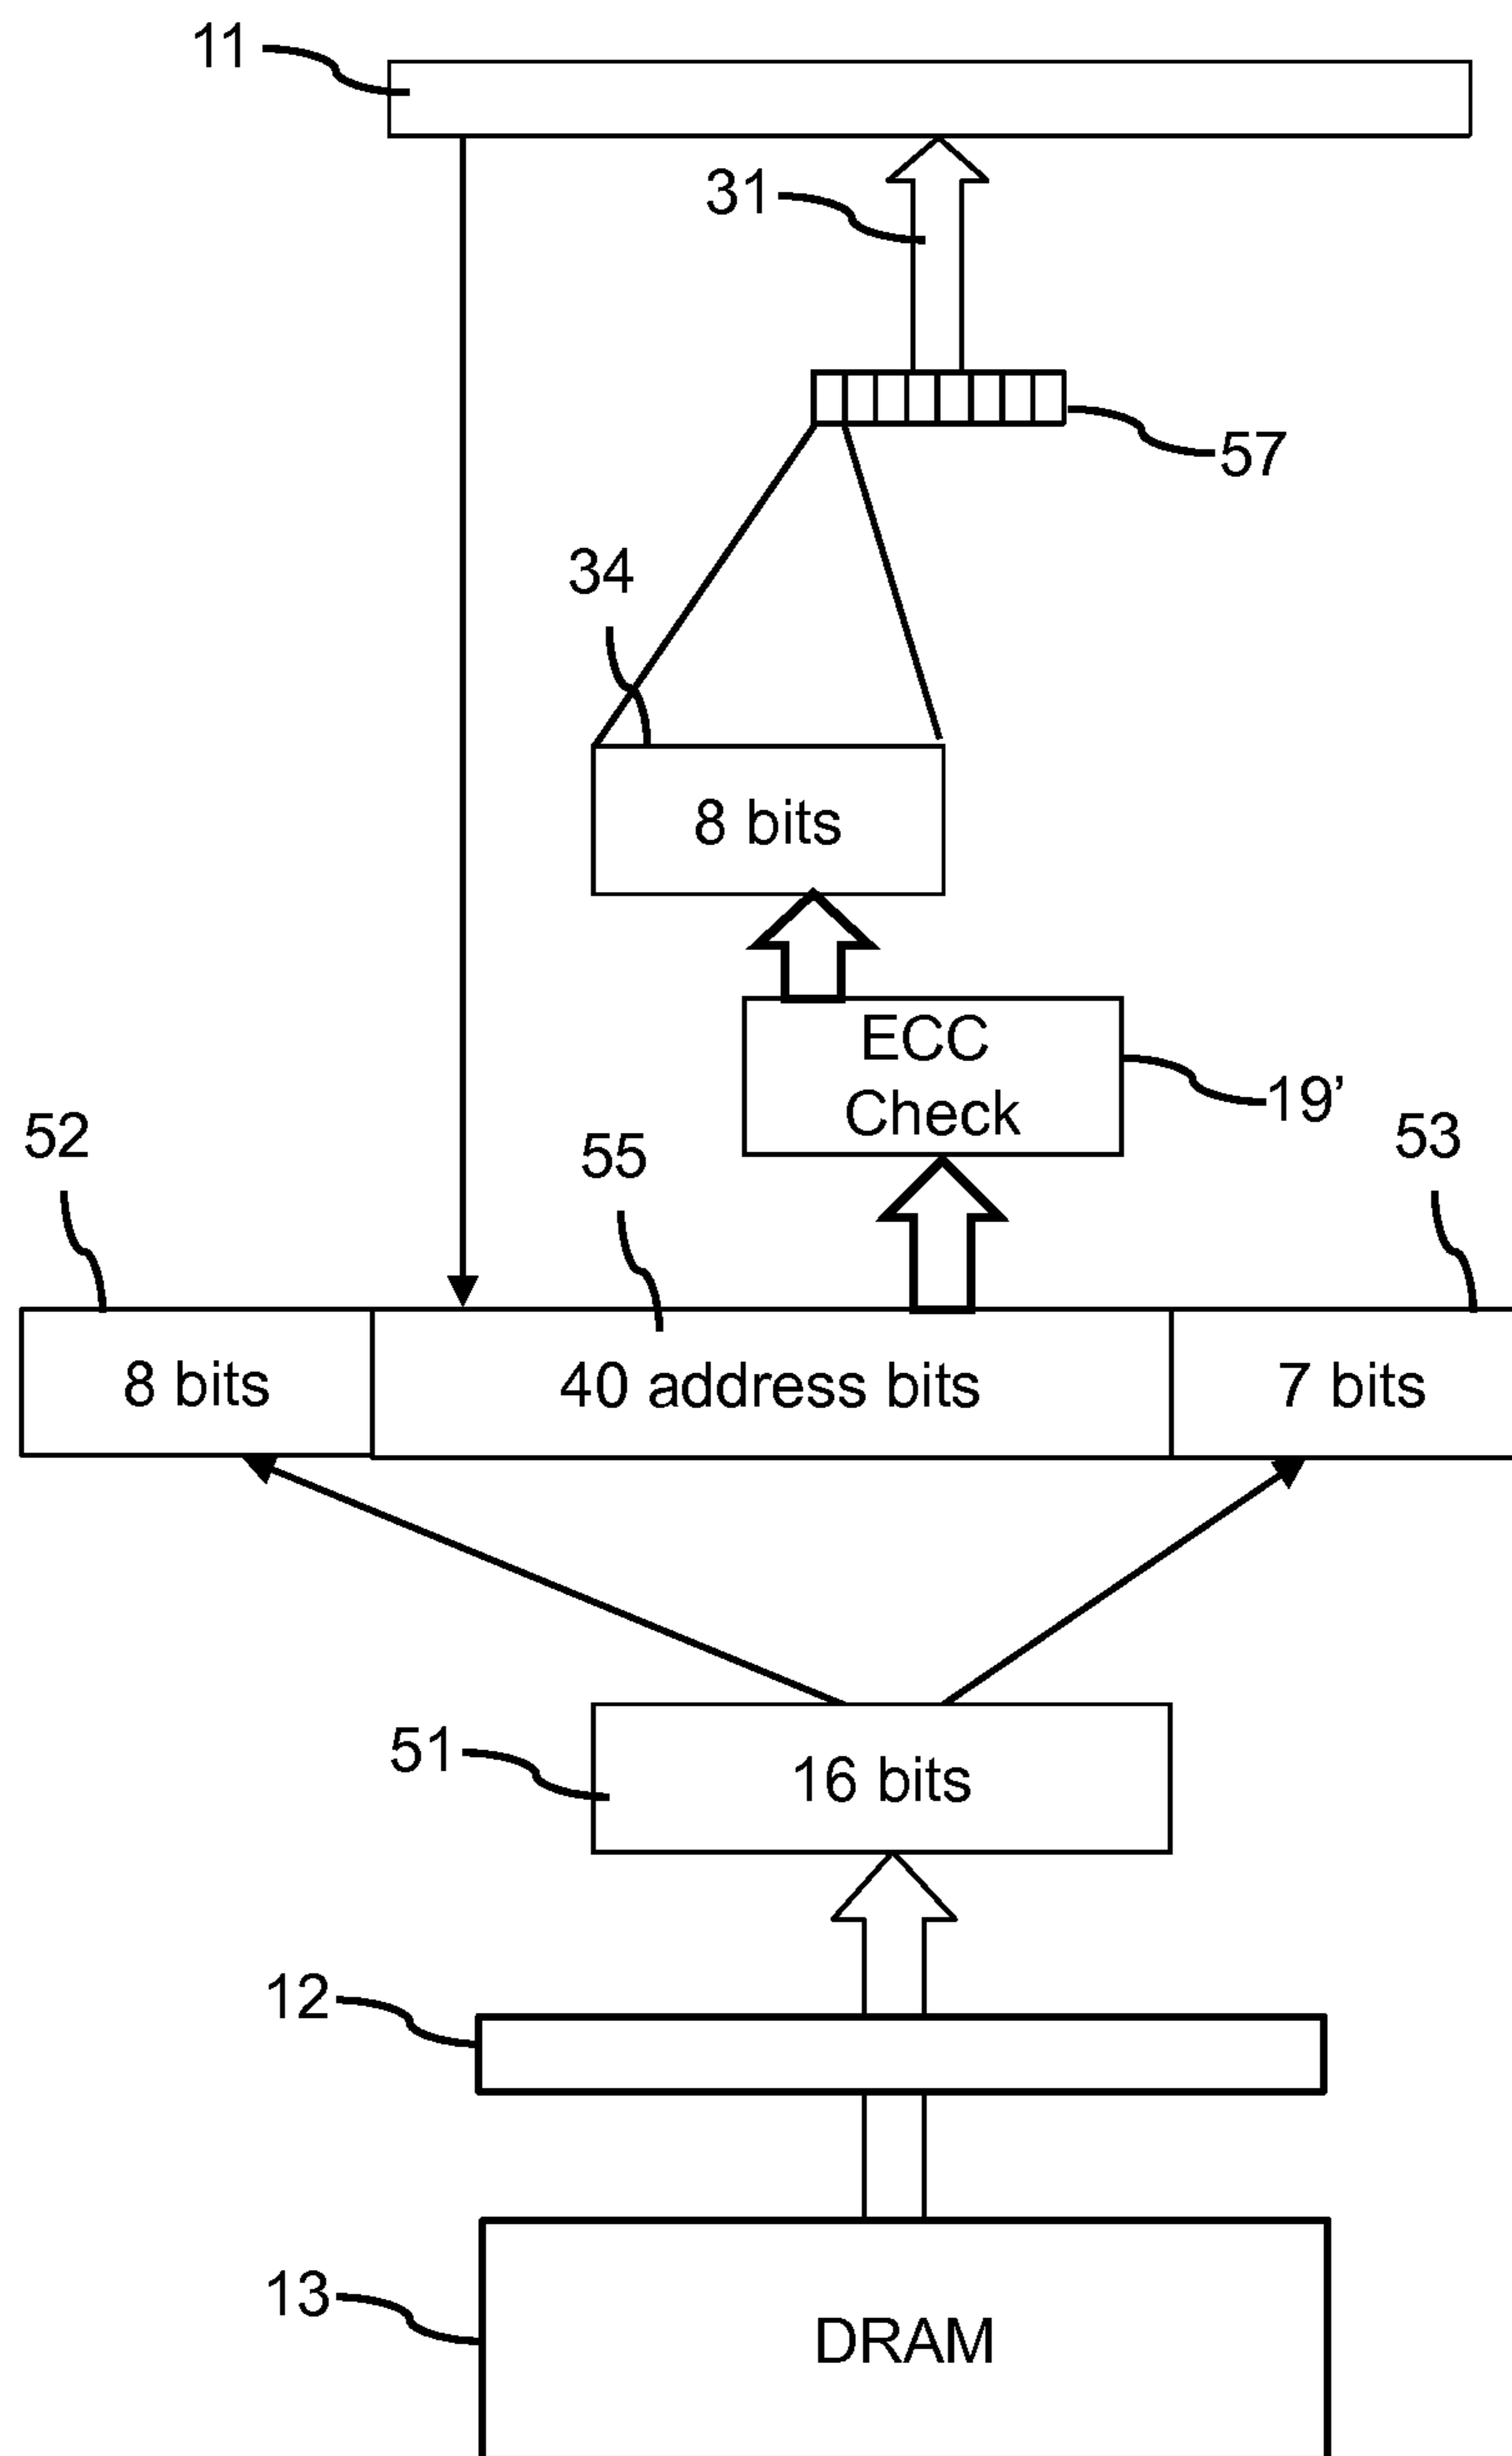 11
31
57
34
8 bits
ECC
Check
19’
52
55
53
8 bits
40 address bits
7 bits
51
16 bits
12
13
DRAM